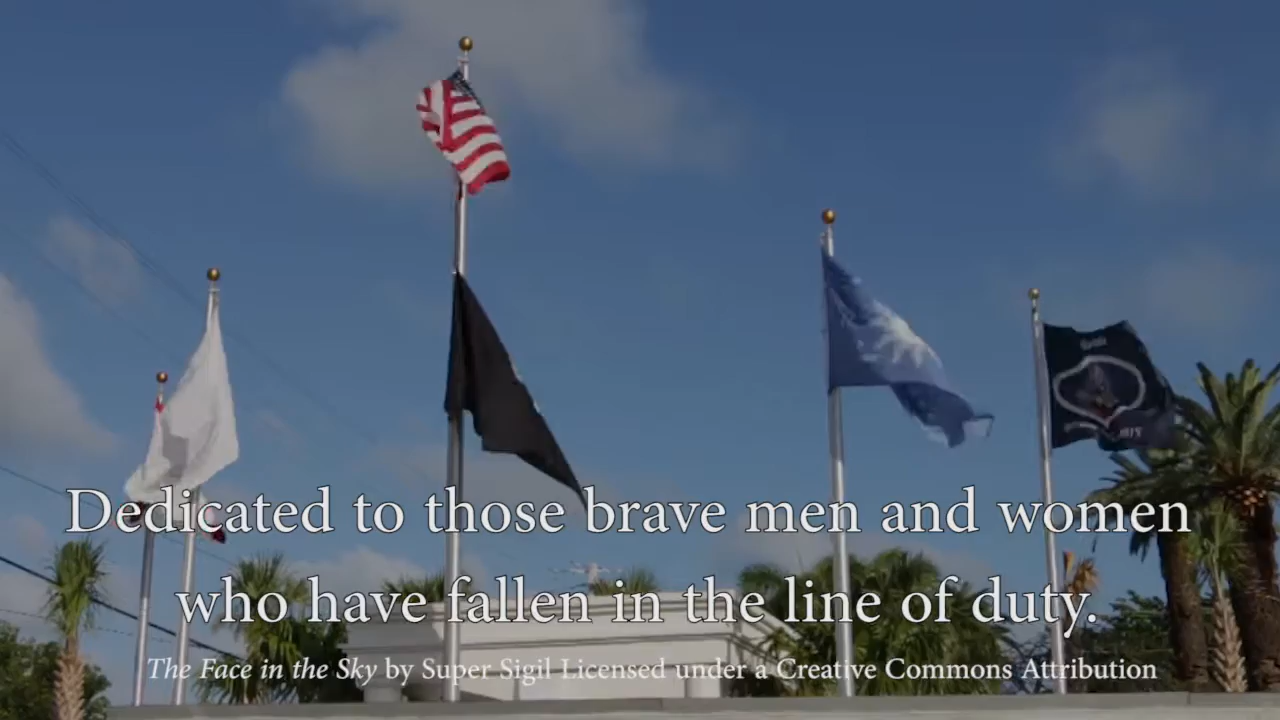 Dedicated to those brave men and women
who have fallen in the line of duty.
The Face in the Sky by Super Sigil Licensed under a Creative Commons Attribution